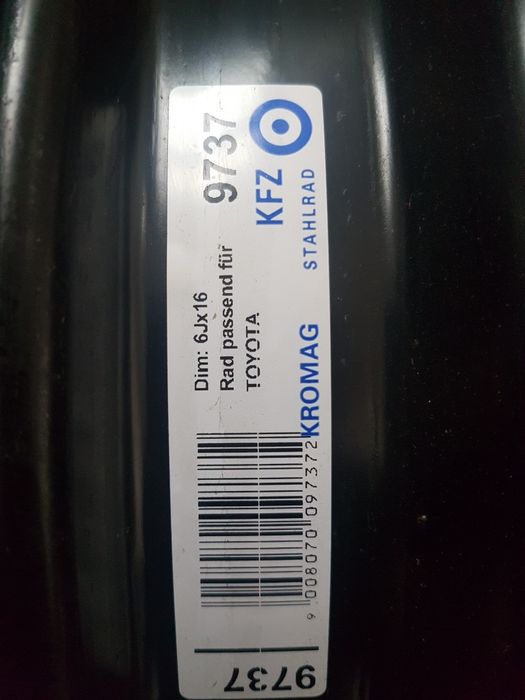 9737
KFZ
STAHLRAD
Dim: 6Jx16
Rad passend für
TOYOTA
KROMAG
9 008070 097372
9737